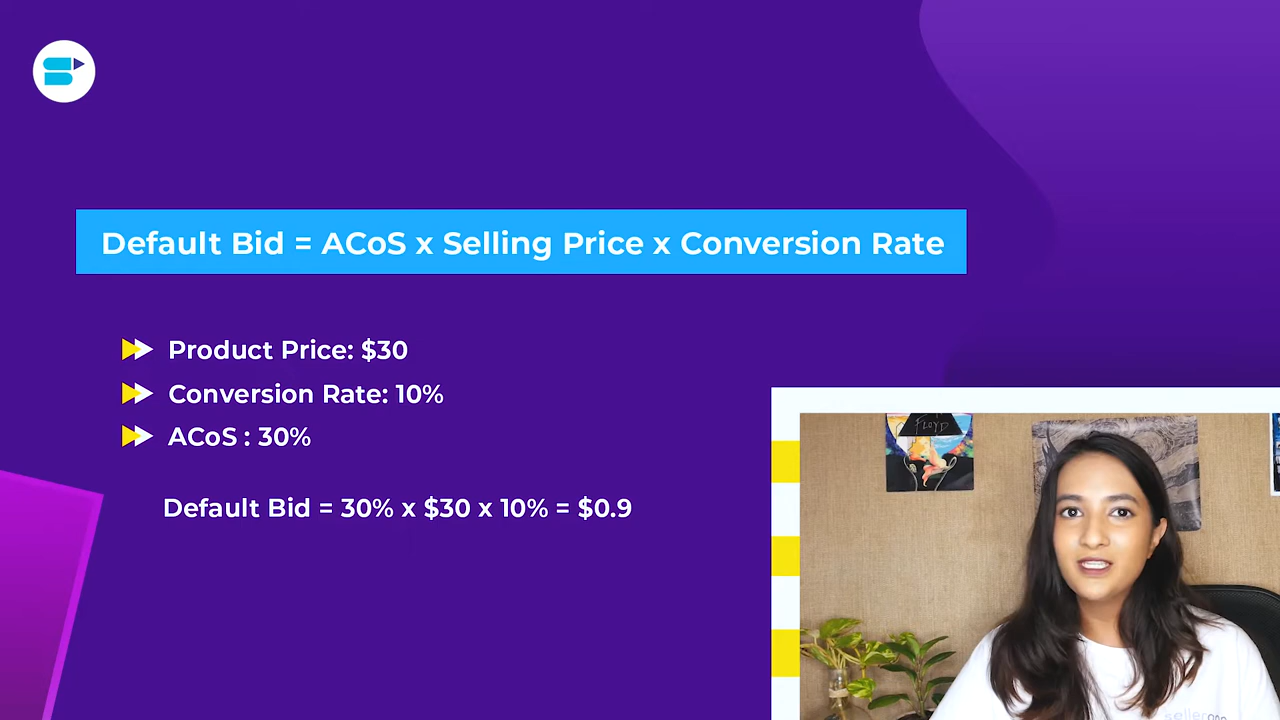 Default Bid = ACoS x Selling Price x Conversion Rate
Product Price: $30
Conversion Rate: 10%
ACoS : 30%
Default Bid = 30% x $30 x 10% = $0.9
FLOYD